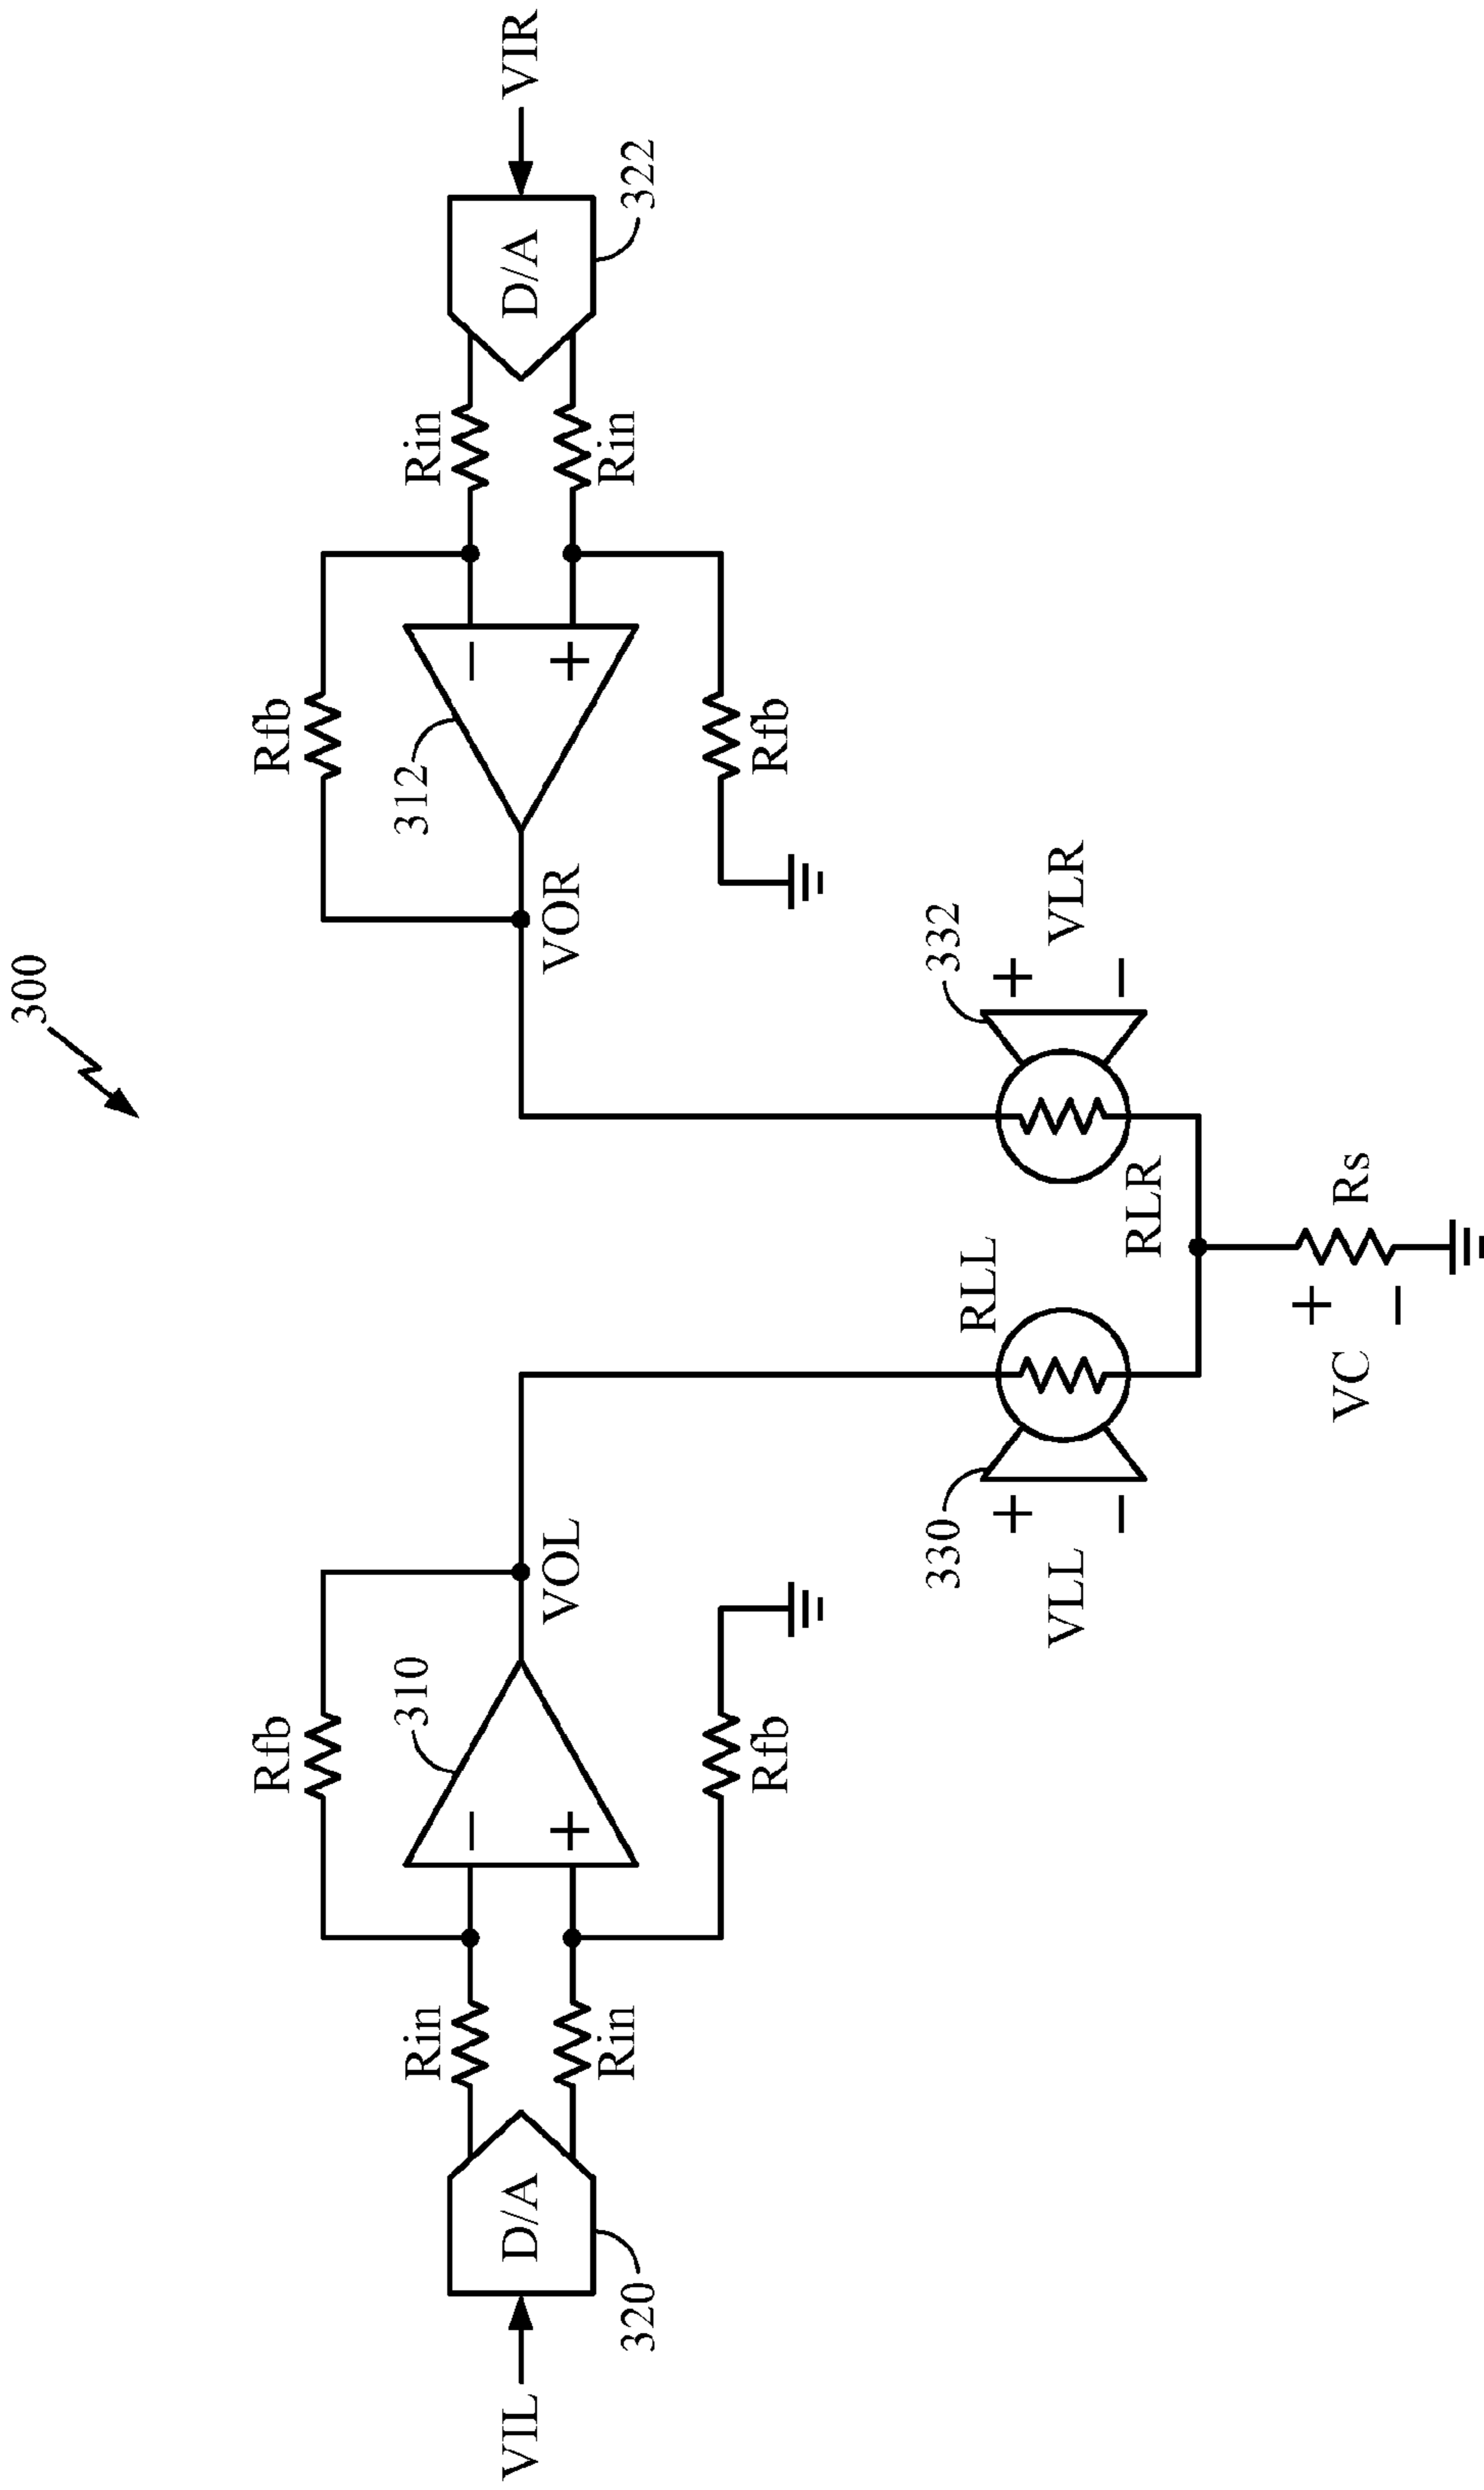 300
Rfb
Rfb
310
312
VIL
D/A
Rin
−
−
Rin
D/A
VIR
VOL
VOR
320
Rin
+
+
Rin
322
Rfb
Rfb
330
332
RLL
+
+
VLL
VLR
−
−
RLR
VC
+
−
Rs